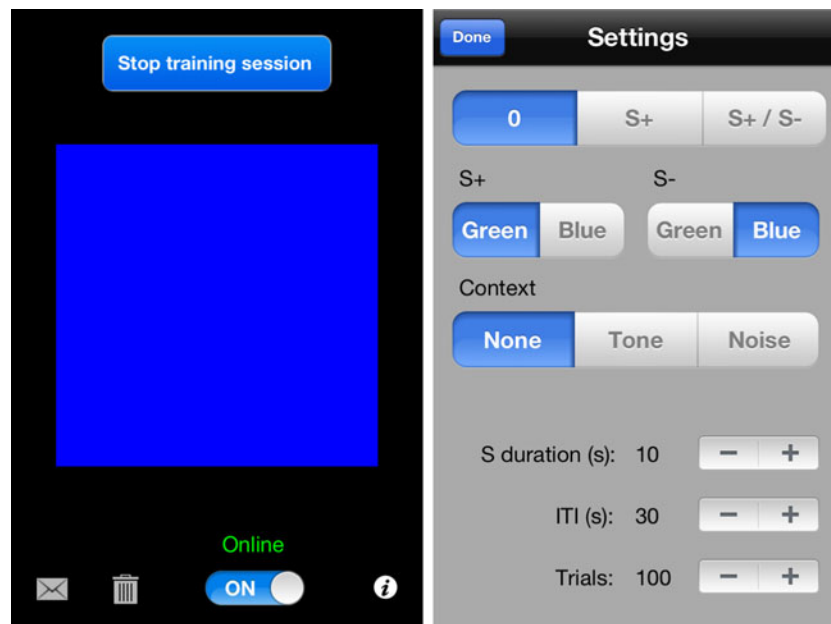 Stop training session
Online
ON
i
Done
Settings
0 S+ S+ / S-
S+ S-
Green Blue Green Blue
Context
None Tone Noise
S duration (s): 10 − +
ITI (s): 30 − +
Trials: 100 − +